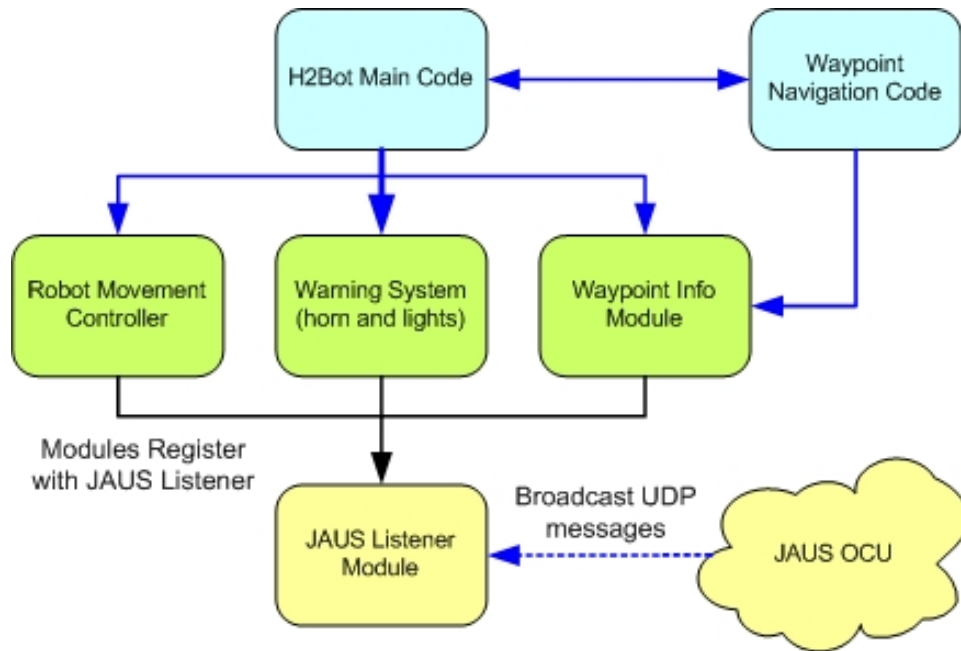 H2Bot Main Code
Waypoint
Navigation Code
Robot Movement
Controller
Warning System
(horn and lights)
Waypoint Info
Module
Modules Register
with JAUS Listener
JAUS Listener
Module
Broadcast UDP
messages
JAUS OCU